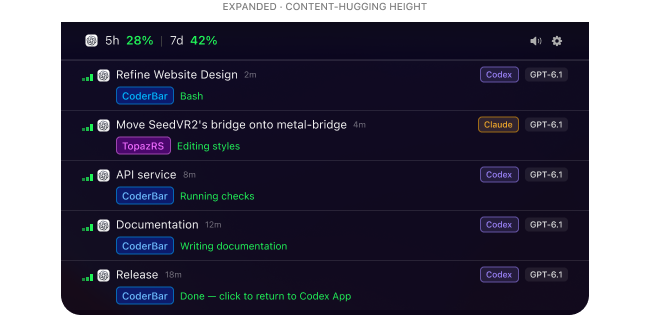 EXPANDED · CONTENT-HUGGING HEIGHT
5h 28% | 7d 42%
Refine Website Design 2m Codex GPT-6.1
CoderBar Bash
Move SeedVR2's bridge onto metal-bridge 4m Claude GPT-6.1
TopazRS Editing styles
API service 8m Codex GPT-6.1
CoderBar Running checks
Documentation 12m Codex GPT-6.1
CoderBar Writing documentation
Release 18m Codex GPT-6.1
CoderBar Done — click to return to Codex App